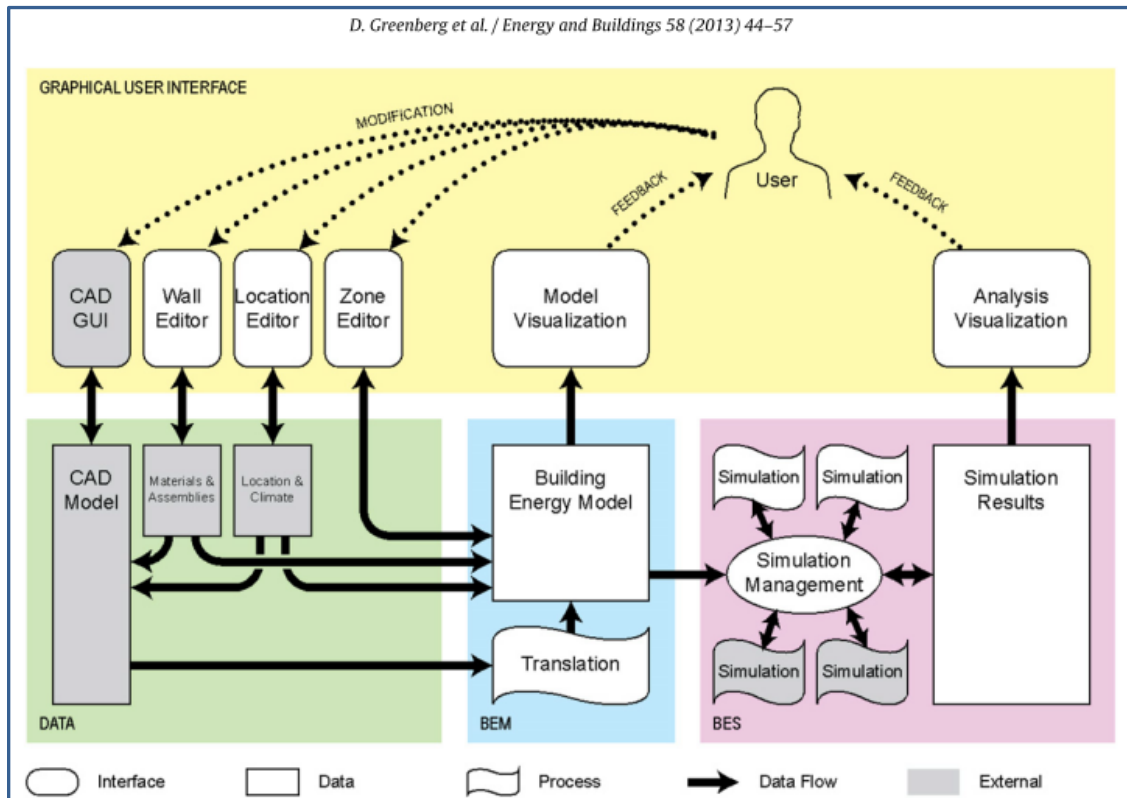 D. Greenberg et al. / Energy and Buildings 58 (2013) 44–57
GRAPHICAL USER INTERFACE
MODIFICATION
User
FEEDBACK
FEEDBACK
CAD
GUI
Wall
Editor
Location
Editor
Zone
Editor
Model
Visualization
Analysis
Visualization
CAD
Model
Materials &
Assemblies
Location &
Climate
Building
Energy Model
Translation
Simulation
Simulation
Simulation
Management
Simulation
Simulation
Simulation
Results
DATA
BEM
BES
Interface
Data
Process
Data Flow
External